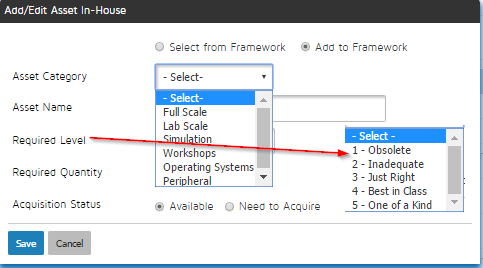 Add/Edit Asset In-House
Select from Framework Add to Framework
Asset Category - Select-
- Select-
Full Scale
Lab Scale
Simulation
Workshops
Operating Systems
Peripheral
Asset Name
Required Level
- Select -
1 - Obsolete
2 - Inadequate
3 - Just Right
4 - Best in Class
5 - One of a Kind
Required Quantity
Acquisition Status Available Need to Acquire
Save Cancel